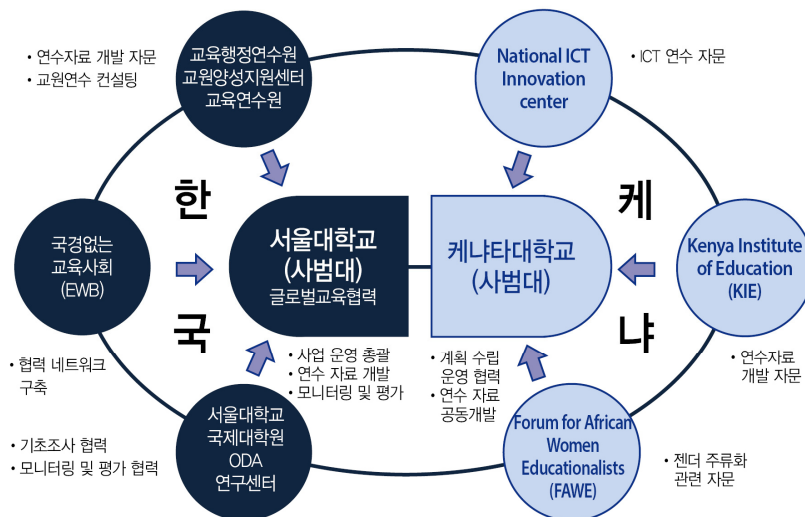 • 연수자료 개발 자문
• 교원연수 컨설팅
교육행정연수원
교원양성지원센터
교육연수원
National ICT
Innovation
center
• ICT 연수 자문
한
국
케
냐
국경없는
교육사회
(EWB)
서울대학교
(사범대)
글로벌교육협력
케냐타대학교
(사범대)
Kenya Institute
of Education
(KIE)
• 협력 네트워크
구축
• 사업 운영 총괄
• 연수 자료 개발
• 모니터링 및 평가
• 계획 수립
운영 협력
• 연수 자료
공동개발
• 연수자료
개발 자문
• 기초조사 협력
• 모니터링 및 평가 협력
서울대학교
국제대학원
ODA
연구센터
Forum for African
Women
Educationalists
(FAWE)
• 젠더 주류화
관련 자문